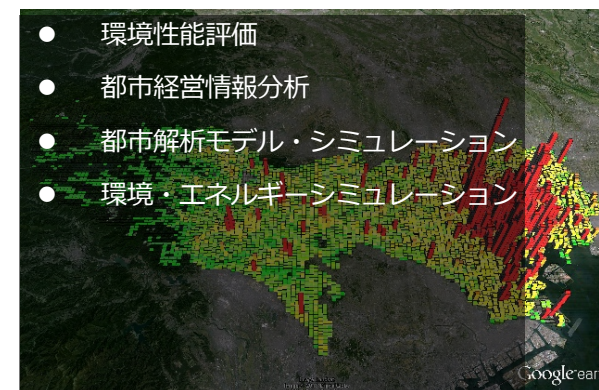 ● 環境性能評価
● 都市経営情報分析
● 都市解析モデル・シミュレーション
● 環境・エネルギーシミュレーション
Google ear